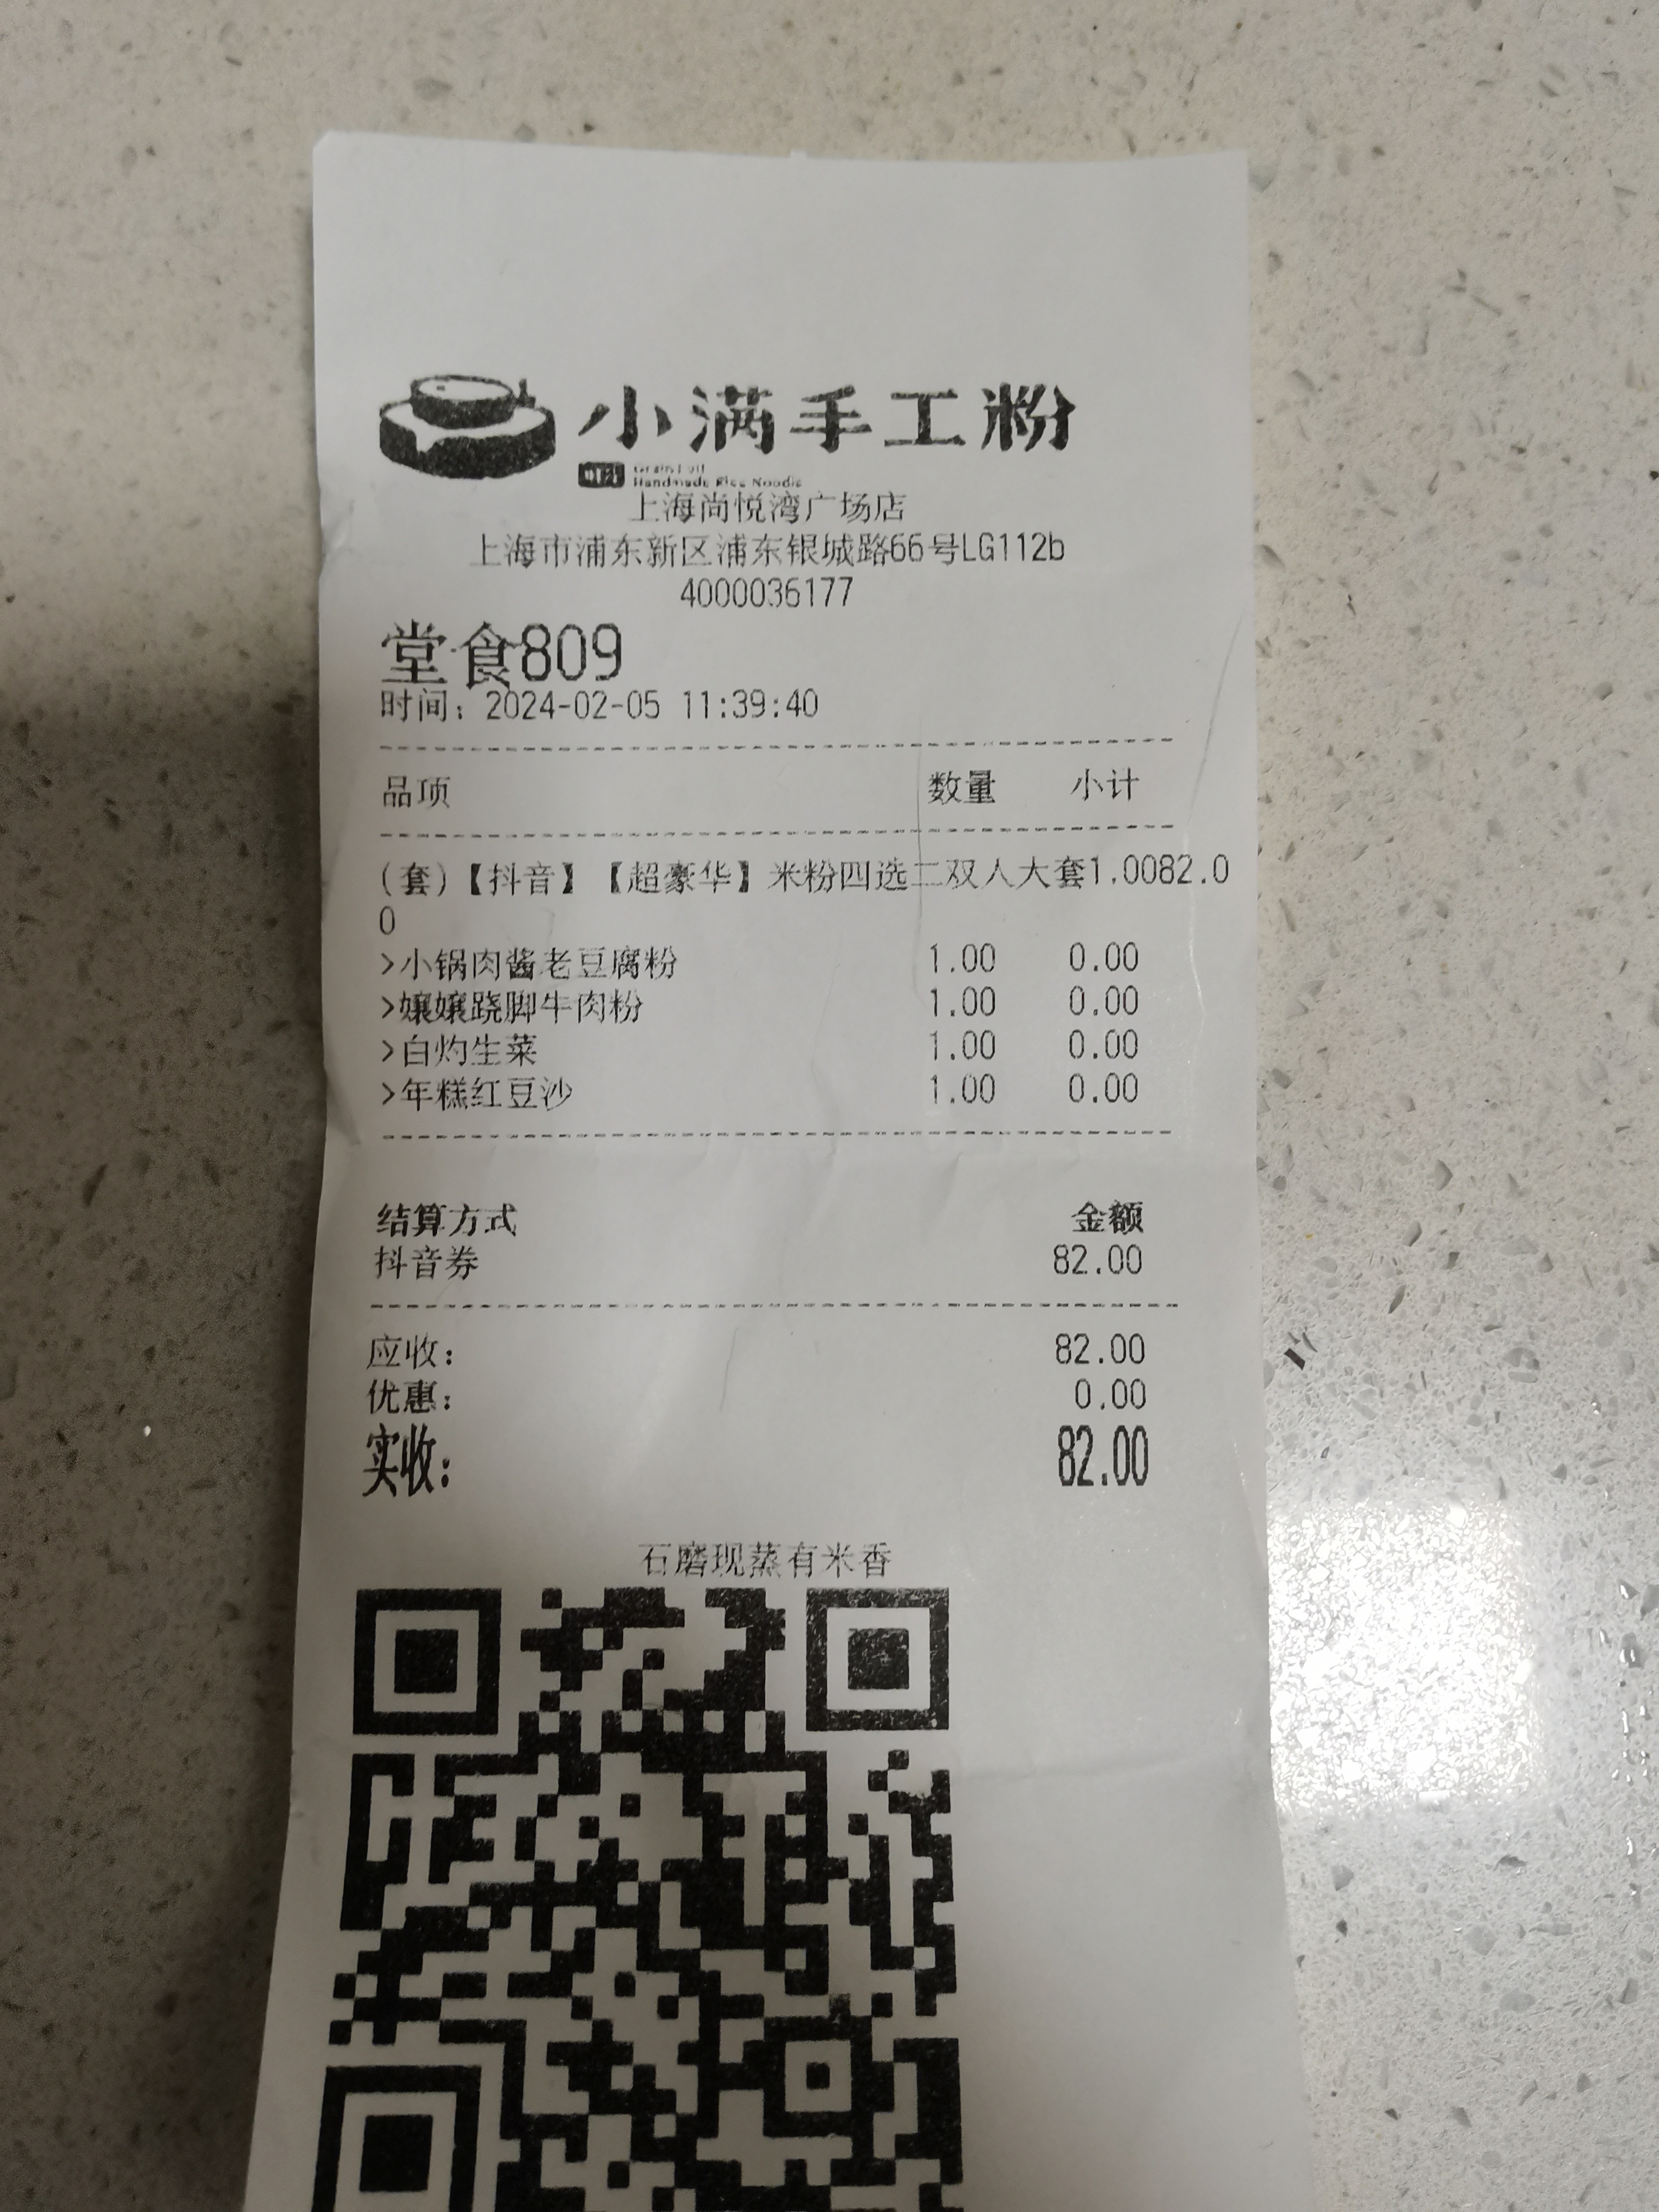 小满手工粉
Handmade Rice Noodle
上海尚悦湾广场店
上海市浦东新区浦东银城路66号LG112b
4000036177
堂食809
时间：2024-02-05 11:39:40
品项 数量 小计
(套)【抖音】【超豪华】米粉四选二双人大套1.0082.0
0
>小锅肉酱老豆腐粉 1.00 0.00
>孃孃跷脚牛肉粉 1.00 0.00
>白灼生菜 1.00 0.00
>年糕红豆沙 1.00 0.00
结算方式 金额
抖音券 82.00
应收： 82.00
优惠： 0.00
实收： 82.00
石磨现蒸有米香